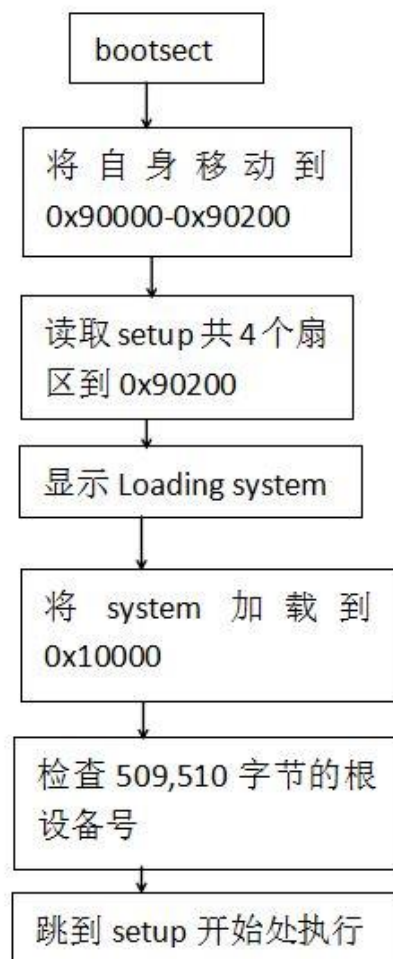 bootsect
将自身移动到
0x90000-0x90200
读取 setup 共 4 个扇
区到 0x90200
显示 Loading system
将 system 加载到
0x10000
检查 509,510 字节的根
设备号
跳到 setup 开始处执行